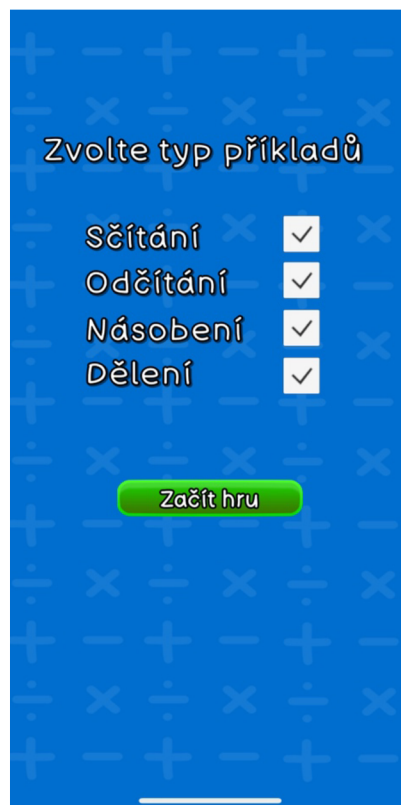 Zvolte typ příkladů
Sčítání
Odčítání
Násobení
Dělení
Začít hru